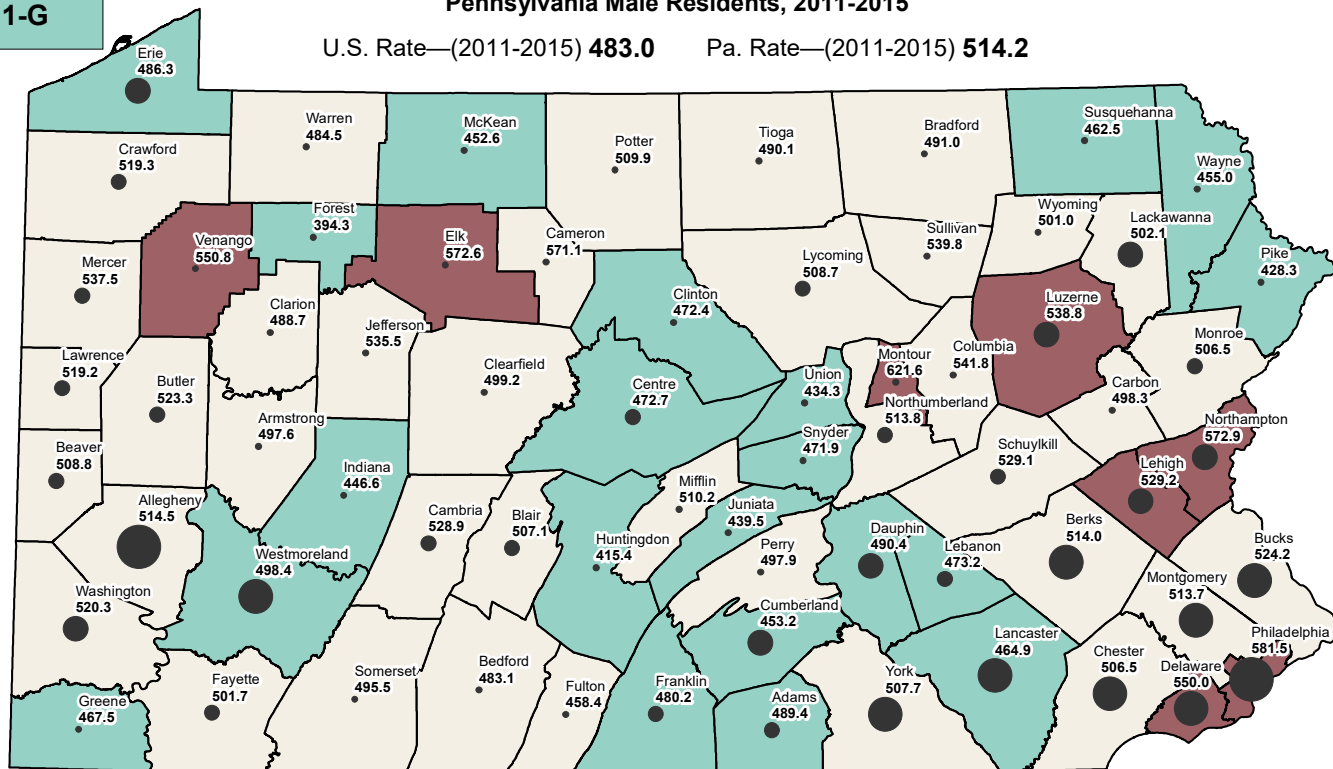 1-G
Pennsylvania Male Residents, 2011-2015
U.S. Rate—(2011-2015) 483.0 Pa. Rate—(2011-2015) 514.2
Erie
486.3
Warren
484.5
McKean
452.6
Potter
509.9
Tioga
490.1
Bradford
491.0
Susquehanna
462.5
Wayne
455.0
Crawford
519.3
Forest
394.3
Venango
550.8
Elk
572.6
Cameron
571.1
Sullivan
539.8
Wyoming
501.0
Lackawanna
502.1
Pike
428.3
Mercer
537.5
Clarion
488.7
Jefferson
535.5
Clinton
472.4
Lycoming
508.7
Luzerne
538.8
Monroe
506.5
Lawrence
519.2
Butler
523.3
Clearfield
499.2
Centre
472.7
Union
434.3
Montour
621.6
Columbia
541.8
Carbon
498.3
Armstrong
497.6
Northumberland
513.8
Northampton
572.9
Beaver
508.8
Indiana
446.6
Snyder
471.9
Schuylkill
529.1
Lehigh
529.2
Allegheny
514.5
Cambria
528.9
Blair
507.1
Mifflin
510.2
Juniata
439.5
Huntingdon
415.4
Perry
497.9
Dauphin
490.4
Lebanon
473.2
Berks
514.0
Bucks
524.2
Westmoreland
498.4
Montgomery
513.7
Washington
520.3
Cumberland
453.2
Lancaster
464.9
Chester
506.5
Philadelphia
581.5
Delaware
550.0
Greene
467.5
Fayette
501.7
Somerset
495.5
Bedford
483.1
Fulton
458.4
Franklin
480.2
Adams
489.4
York
507.7